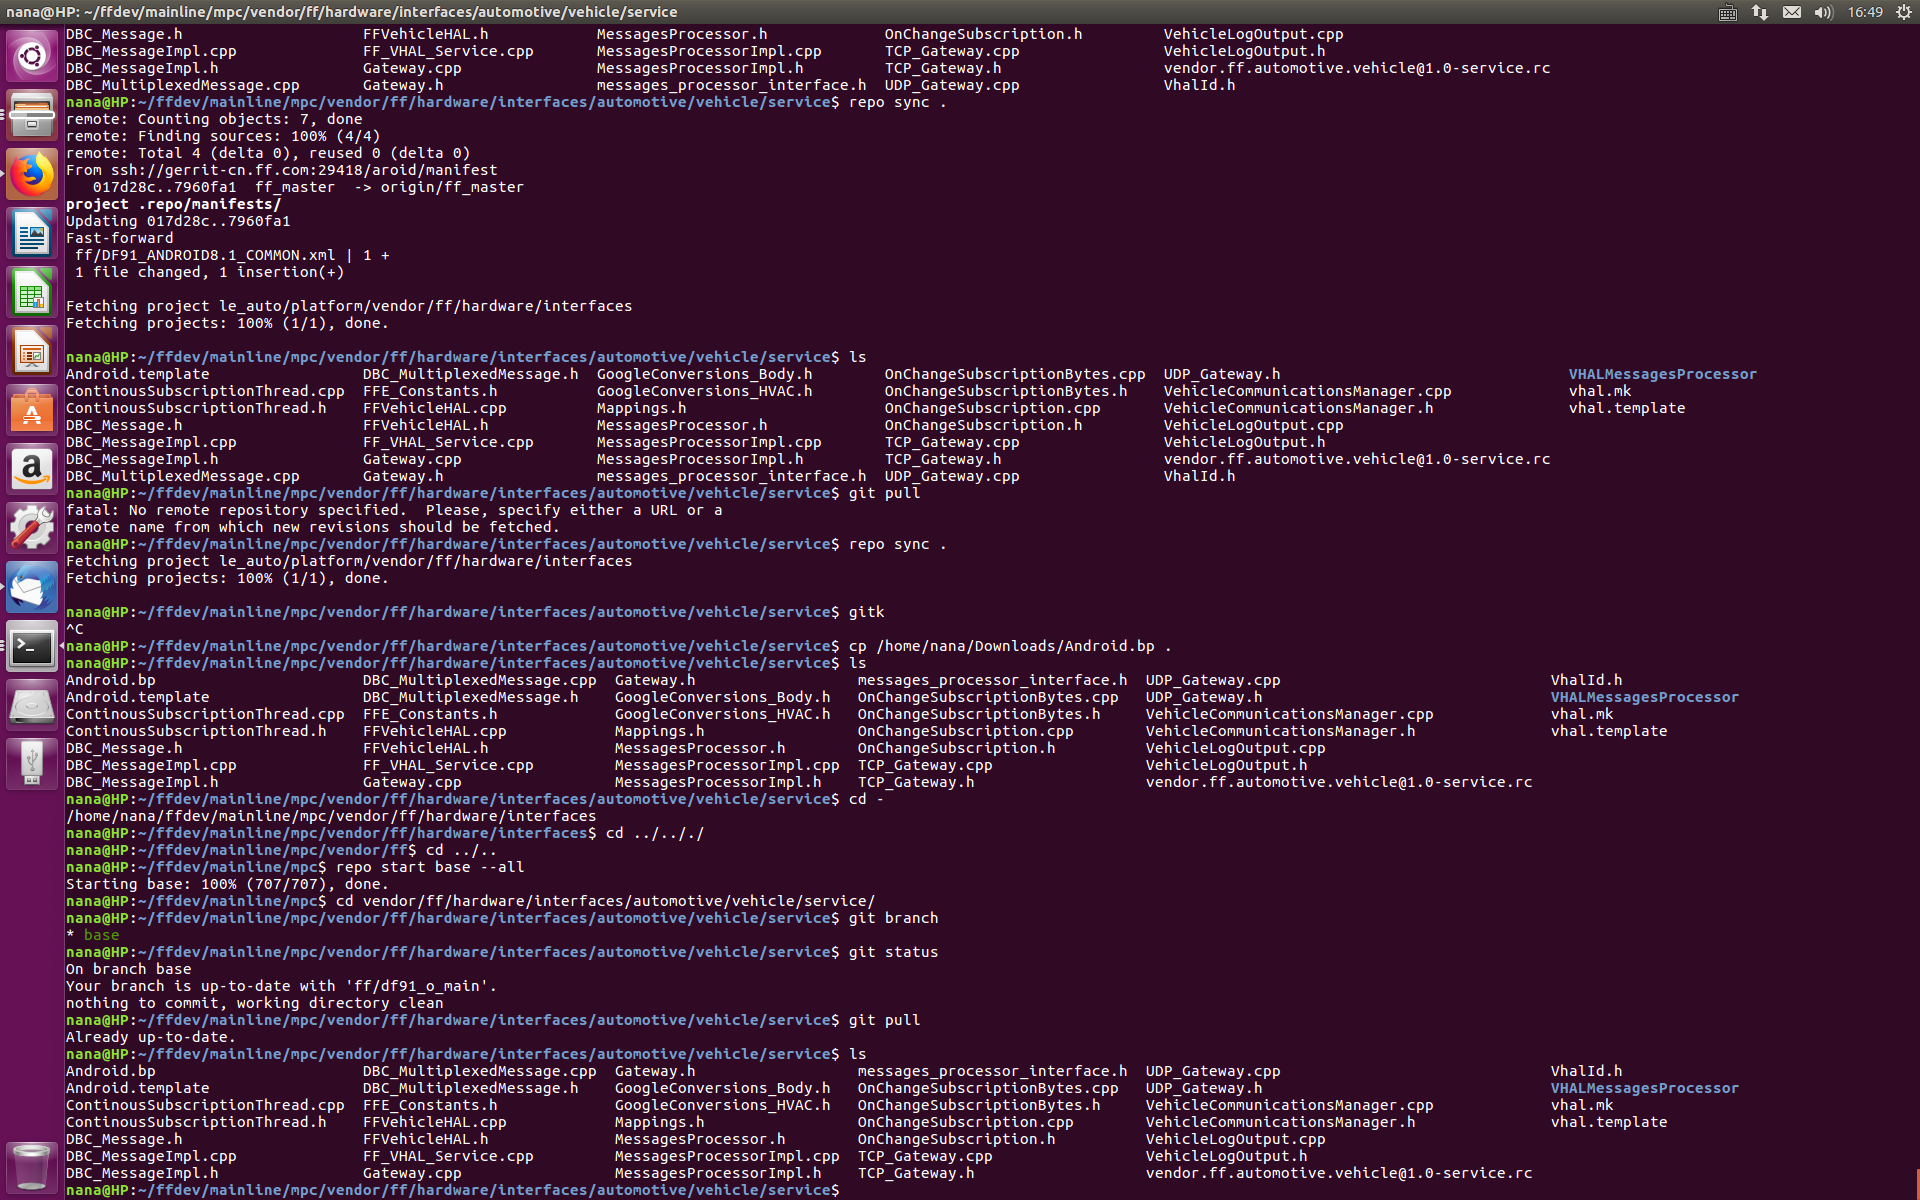 nana@HP: ~/ffdev/mainline/mpc/vendor/ff/hardware/interfaces/automotive/vehicle/service 16:49
DBC_Message.h FFVehicleHAL.h MessagesProcessor.h OnChangeSubscription.h VehicleLogOutput.cpp
DBC_MessageImpl.cpp FF_VHAL_Service.cpp MessagesProcessorImpl.cpp TCP_Gateway.cpp VehicleLogOutput.h
DBC_MessageImpl.h Gateway.cpp MessagesProcessorImpl.h TCP_Gateway.h vendor.ff.automotive.vehicle@1.0-service.rc
DBC_MultiplexedMessage.cpp Gateway.h messages_processor_interface.h UDP_Gateway.cpp VhalId.h
nana@HP:~/ffdev/mainline/mpc/vendor/ff/hardware/interfaces/automotive/vehicle/service$ repo sync .
remote: Counting objects: 7, done
remote: Finding sources: 100% (4/4)
remote: Total 4 (delta 0), reused 0 (delta 0)
From ssh://gerrit-cn.ff.com:29418/aroid/manifest
017d28c..7960fa1 ff_master -> origin/ff_master
project .repo/manifests/
Updating 017d28c..7960fa1
Fast-forward
ff/DF91_ANDROID8.1_COMMON.xml | 1 +
1 file changed, 1 insertion(+)
Fetching project le_auto/platform/vendor/ff/hardware/interfaces
Fetching projects: 100% (1/1), done.
nana@HP:~/ffdev/mainline/mpc/vendor/ff/hardware/interfaces/automotive/vehicle/service$ ls
Android.template DBC_MultiplexedMessage.h GoogleConversions_Body.h OnChangeSubscriptionBytes.cpp UDP_Gateway.h VHALMessagesProcessor
ContinousSubscriptionThread.cpp FFE_Constants.h GoogleConversions_HVAC.h OnChangeSubscriptionBytes.h VehicleCommunicationsManager.cpp vhal.mk
ContinousSubscriptionThread.h FFVehicleHAL.cpp Mappings.h OnChangeSubscription.cpp VehicleCommunicationsManager.h vhal.template
DBC_Message.h FFVehicleHAL.h MessagesProcessor.h OnChangeSubscription.h VehicleLogOutput.cpp
DBC_MessageImpl.cpp FF_VHAL_Service.cpp MessagesProcessorImpl.cpp TCP_Gateway.cpp VehicleLogOutput.h
DBC_MessageImpl.h Gateway.cpp MessagesProcessorImpl.h TCP_Gateway.h vendor.ff.automotive.vehicle@1.0-service.rc
DBC_MultiplexedMessage.cpp Gateway.h messages_processor_interface.h UDP_Gateway.cpp VhalId.h
nana@HP:~/ffdev/mainline/mpc/vendor/ff/hardware/interfaces/automotive/vehicle/service$ git pull
fatal: No remote repository specified. Please, specify either a URL or a
remote name from which new revisions should be fetched.
nana@HP:~/ffdev/mainline/mpc/vendor/ff/hardware/interfaces/automotive/vehicle/service$ repo sync .
Fetching project le_auto/platform/vendor/ff/hardware/interfaces
Fetching projects: 100% (1/1), done.
nana@HP:~/ffdev/mainline/mpc/vendor/ff/hardware/interfaces/automotive/vehicle/service$ gitk
^C
nana@HP:~/ffdev/mainline/mpc/vendor/ff/hardware/interfaces/automotive/vehicle/service$ cp /home/nana/Downloads/Android.bp .
nana@HP:~/ffdev/mainline/mpc/vendor/ff/hardware/interfaces/automotive/vehicle/service$ ls
Android.bp DBC_MultiplexedMessage.cpp Gateway.h messages_processor_interface.h UDP_Gateway.cpp VhalId.h
Android.template DBC_MultiplexedMessage.h GoogleConversions_Body.h OnChangeSubscriptionBytes.cpp UDP_Gateway.h VHALMessagesProcessor
ContinousSubscriptionThread.cpp FFE_Constants.h GoogleConversions_HVAC.h OnChangeSubscriptionBytes.h VehicleCommunicationsManager.cpp vhal.mk
ContinousSubscriptionThread.h FFVehicleHAL.cpp Mappings.h OnChangeSubscription.cpp VehicleCommunicationsManager.h vhal.template
DBC_Message.h FFVehicleHAL.h MessagesProcessor.h OnChangeSubscription.h VehicleLogOutput.cpp
DBC_MessageImpl.cpp FF_VHAL_Service.cpp MessagesProcessorImpl.cpp TCP_Gateway.cpp VehicleLogOutput.h
DBC_MessageImpl.h Gateway.cpp MessagesProcessorImpl.h TCP_Gateway.h vendor.ff.automotive.vehicle@1.0-service.rc
nana@HP:~/ffdev/mainline/mpc/vendor/ff/hardware/interfaces/automotive/vehicle/service$ cd -
/home/nana/ffdev/mainline/mpc/vendor/ff/hardware/interfaces
nana@HP:~/ffdev/mainline/mpc/vendor/ff/hardware/interfaces$ cd ../.././
nana@HP:~/ffdev/mainline/mpc/vendor/ff$ cd ../..
nana@HP:~/ffdev/mainline/mpc$ repo start base --all
Starting base: 100% (707/707), done.
nana@HP:~/ffdev/mainline/mpc$ cd vendor/ff/hardware/interfaces/automotive/vehicle/service/
nana@HP:~/ffdev/mainline/mpc/vendor/ff/hardware/interfaces/automotive/vehicle/service$ git branch
* base
nana@HP:~/ffdev/mainline/mpc/vendor/ff/hardware/interfaces/automotive/vehicle/service$ git status
On branch base
Your branch is up-to-date with 'ff/df91_o_main'.
nothing to commit, working directory clean
nana@HP:~/ffdev/mainline/mpc/vendor/ff/hardware/interfaces/automotive/vehicle/service$ git pull
Already up-to-date.
nana@HP:~/ffdev/mainline/mpc/vendor/ff/hardware/interfaces/automotive/vehicle/service$ ls
Android.bp DBC_MultiplexedMessage.cpp Gateway.h messages_processor_interface.h UDP_Gateway.cpp VhalId.h
Android.template DBC_MultiplexedMessage.h GoogleConversions_Body.h OnChangeSubscriptionBytes.cpp UDP_Gateway.h VHALMessagesProcessor
ContinousSubscriptionThread.cpp FFE_Constants.h GoogleConversions_HVAC.h OnChangeSubscriptionBytes.h VehicleCommunicationsManager.cpp vhal.mk
ContinousSubscriptionThread.h FFVehicleHAL.cpp Mappings.h OnChangeSubscription.cpp VehicleCommunicationsManager.h vhal.template
DBC_Message.h FFVehicleHAL.h MessagesProcessor.h OnChangeSubscription.h VehicleLogOutput.cpp
DBC_MessageImpl.cpp FF_VHAL_Service.cpp MessagesProcessorImpl.cpp TCP_Gateway.cpp VehicleLogOutput.h
DBC_MessageImpl.h Gateway.cpp MessagesProcessorImpl.h TCP_Gateway.h vendor.ff.automotive.vehicle@1.0-service.rc
nana@HP:~/ffdev/mainline/mpc/vendor/ff/hardware/interfaces/automotive/vehicle/service$